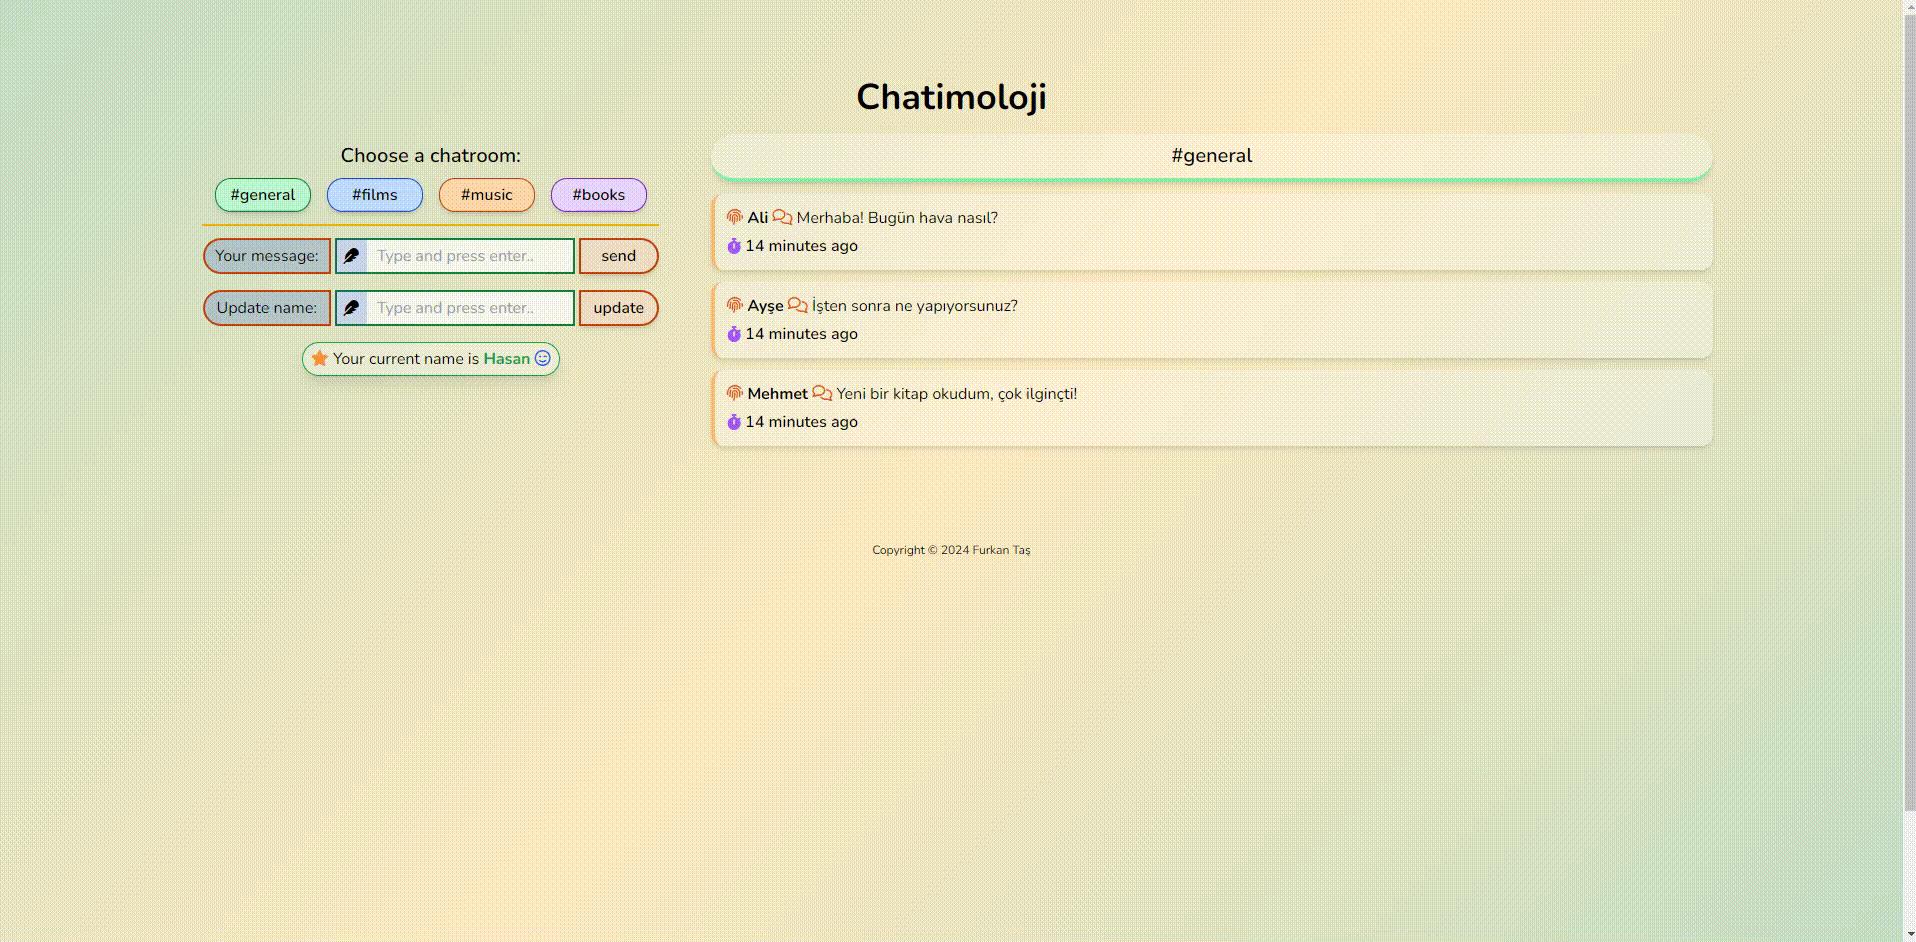 Chatimoloji
Choose a chatroom:
#general #films #music #books
Your message: Type and press enter.. send
Update name: Type and press enter.. update
Your current name is Hasan
#general
Ali Merhaba! Bugün hava nasıl?
14 minutes ago
Ayşe İşten sonra ne yapıyorsunuz?
14 minutes ago
Mehmet Yeni bir kitap okudum, çok ilginçti!
14 minutes ago
Copyright © 2024 Furkan Taş